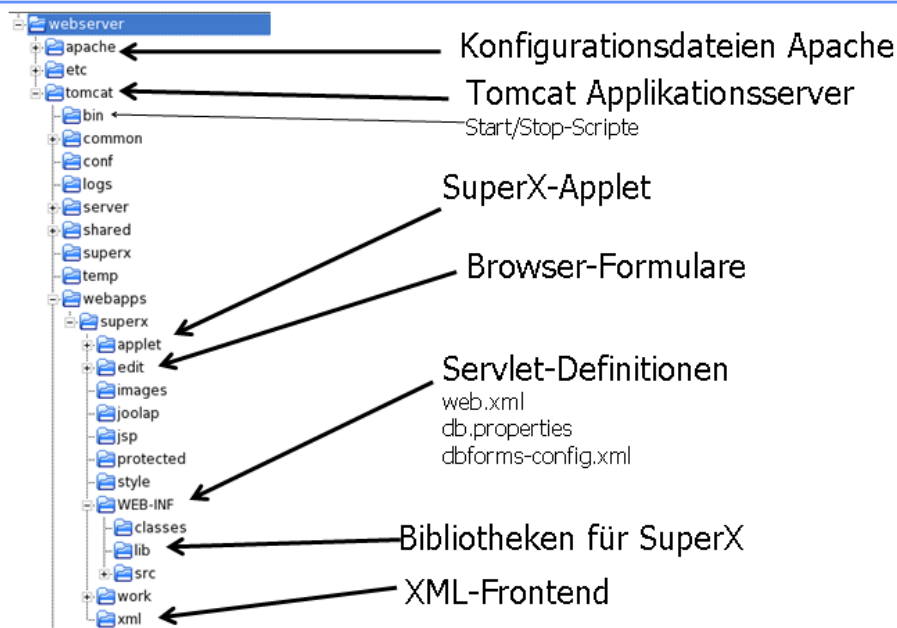 webserver
apache
Konfigurationsdateien Apache
etc
tomcat
Tomcat Applikationsserver
bin
Start/Stop-Scripte
common
conf
logs
SuperX-Applet
server
shared
superx
Browser-Formulare
temp
webapps
superx
applet
edit
Servlet-Definitionen
images
web.xml
joolap
db.properties
jsp
dbforms-config.xml
protected
style
WEB-INF
classes
Bibliotheken für SuperX
lib
src
XML-Frontend
work
xml